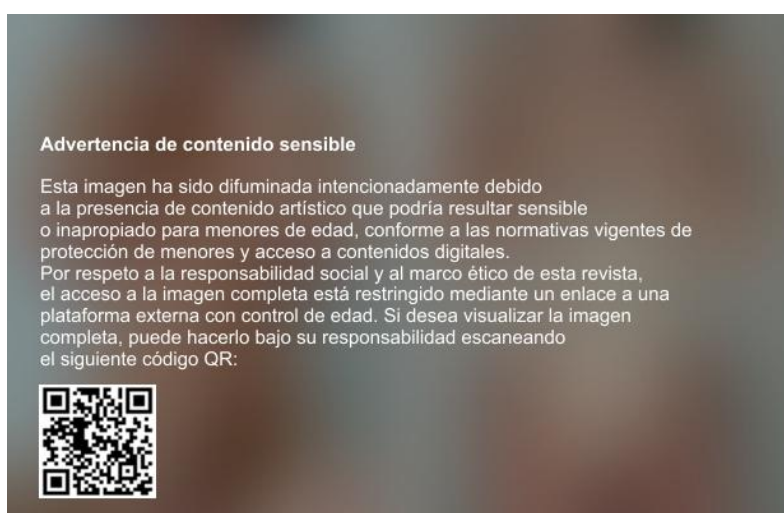 Advertencia de contenido sensible
Esta imagen ha sido difuminada intencionadamente debido
a la presencia de contenido artístico que podría resultar sensible
o inapropiado para menores de edad, conforme a las normativas vigentes de
protección de menores y acceso a contenidos digitales.
Por respeto a la responsabilidad social y al marco ético de esta revista,
el acceso a la imagen completa está restringido mediante un enlace a una
plataforma externa con control de edad. Si desea visualizar la imagen
completa, puede hacerlo bajo su responsabilidad escaneando
el siguiente código QR: